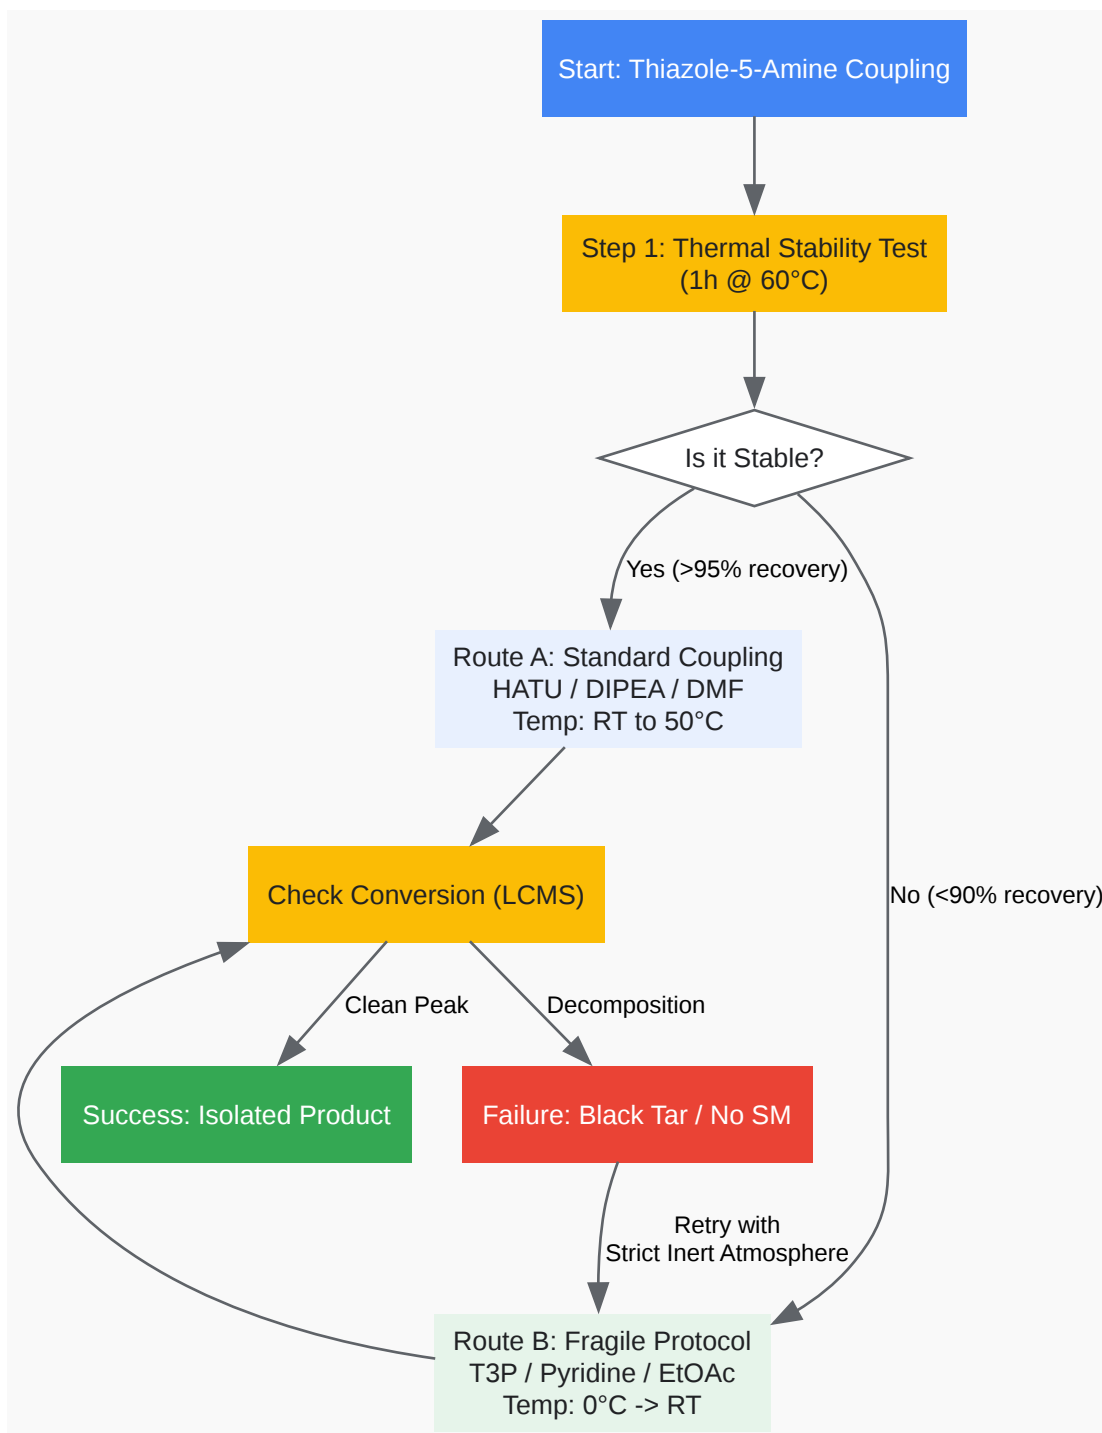 Start: Thiazole-5-Amine Coupling
Step 1: Thermal Stability Test
(1h @ 60°C)
Is it Stable?
Yes (>95% recovery)
Route A: Standard Coupling
HATU / DIPEA / DMF
Temp: RT to 50°C
Check Conversion (LCMS)
No (<90% recovery)
Clean Peak
Decomposition
Success: Isolated Product
Failure: Black Tar / No SM
Retry with
Strict Inert Atmosphere
Route B: Fragile Protocol
T3P / Pyridine / EtOAc
Temp: 0°C -> RT